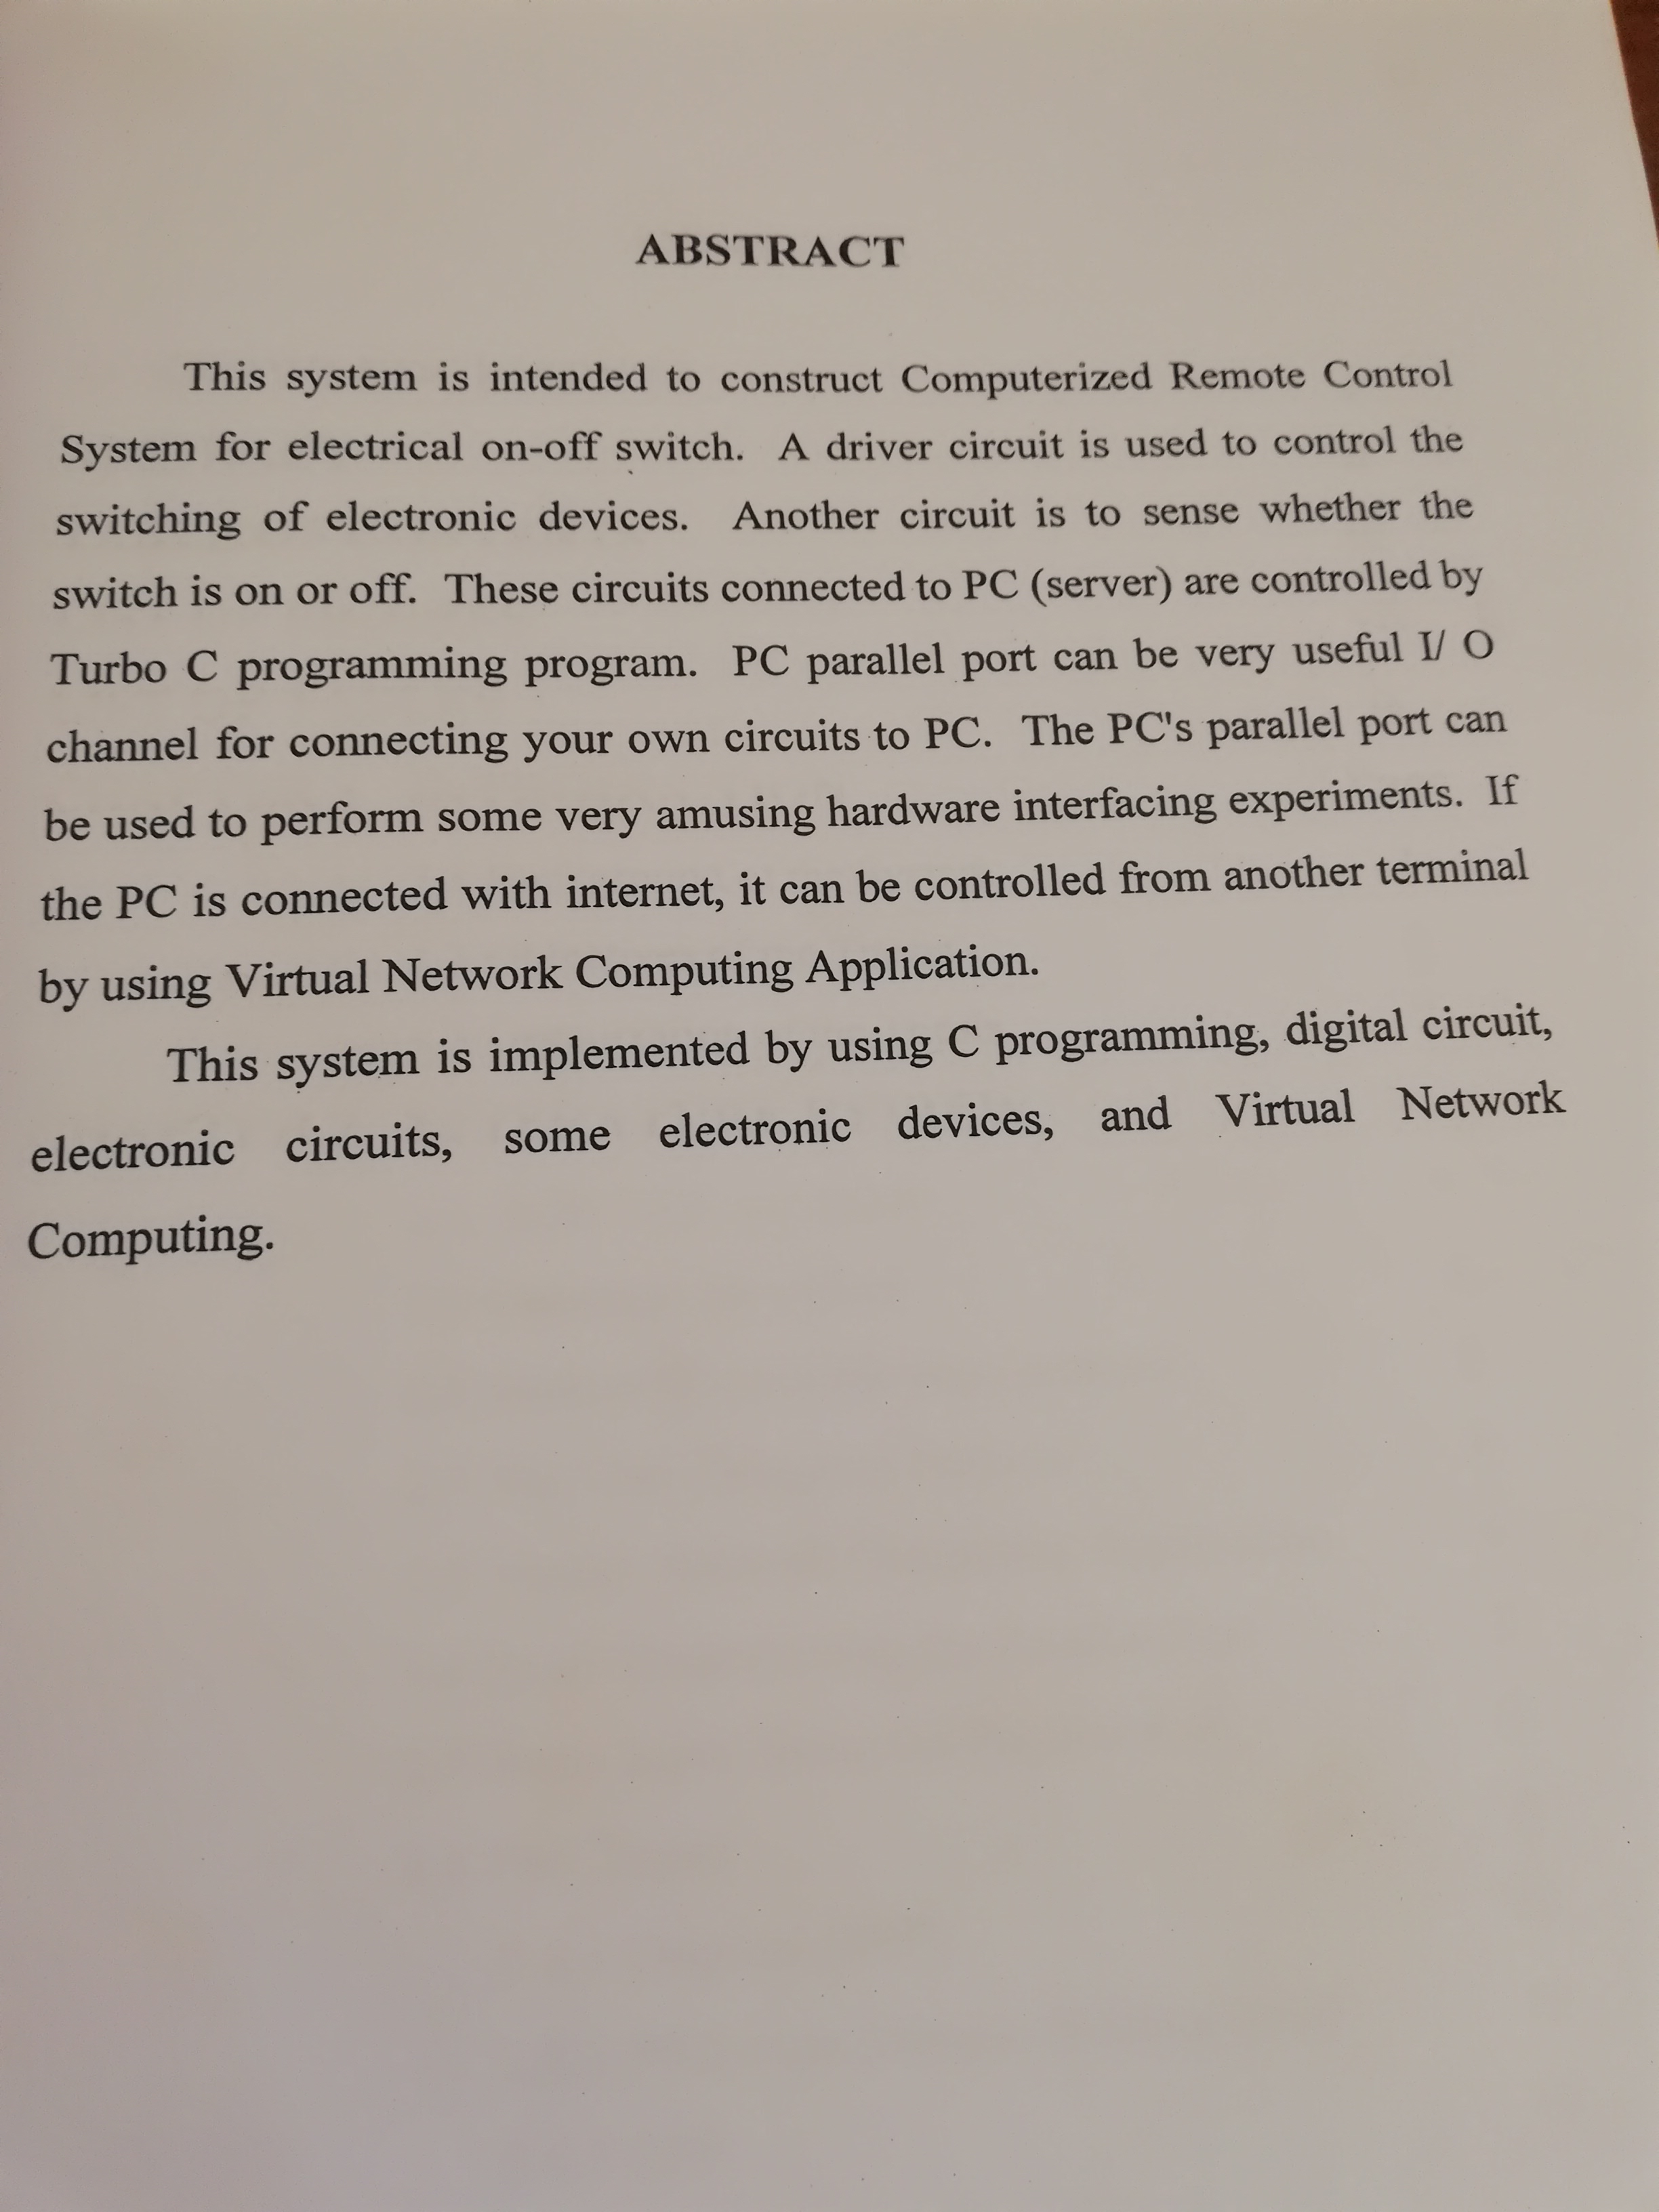 ABSTRACT
This system is intended to construct Computerized Remote Control
System for electrical on-off switch. A driver circuit is used to control the
switching of electronic devices. Another circuit is to sense whether the
switch is on or off. These circuits connected to PC (server) are controlled by
Turbo C programming program. PC parallel port can be very useful I/ O
channel for connecting your own circuits to PC. The PC's parallel port can
be used to perform some very amusing hardware interfacing experiments. If
the PC is connected with internet, it can be controlled from another terminal
by using Virtual Network Computing Application.
This system is implemented by using C programming, digital circuit,
electronic circuits, some electronic devices, and Virtual Network
Computing.